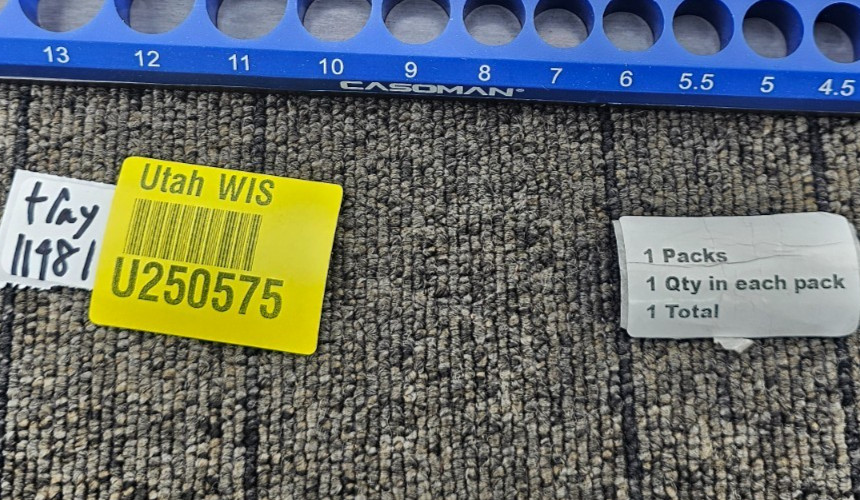 13 12 11 10 9 8 7 6 5.5 5 4.5
CASOMAN®
tray
11481
Utah WIS
U250575
1 Packs
1 Qty in each pack
1 Total